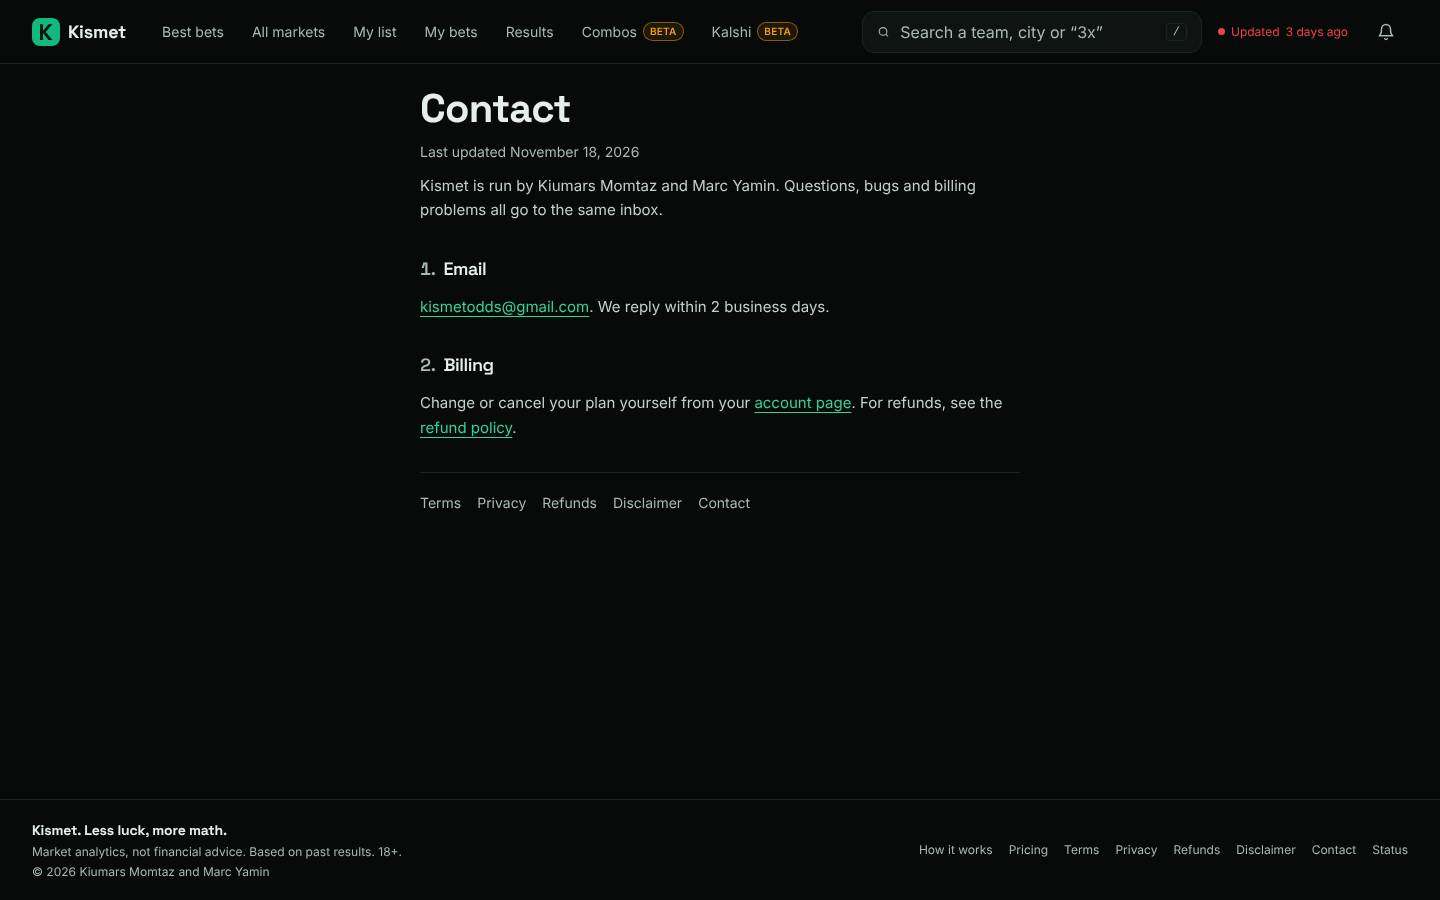 K Kismet Best bets All markets My list My bets Results Combos BETA Kalshi BETA Search a team, city or “3x” / Updated 3 days ago
Contact
Last updated November 18, 2026
Kismet is run by Kiumars Momtaz and Marc Yamin. Questions, bugs and billing
problems all go to the same inbox.
1. Email
kismetodds@gmail.com. We reply within 2 business days.
2. Billing
Change or cancel your plan yourself from your account page. For refunds, see the
refund policy.
Terms Privacy Refunds Disclaimer Contact
Kismet. Less luck, more math.
Market analytics, not financial advice. Based on past results. 18+.
© 2026 Kiumars Momtaz and Marc Yamin
How it works Pricing Terms Privacy Refunds Disclaimer Contact Status